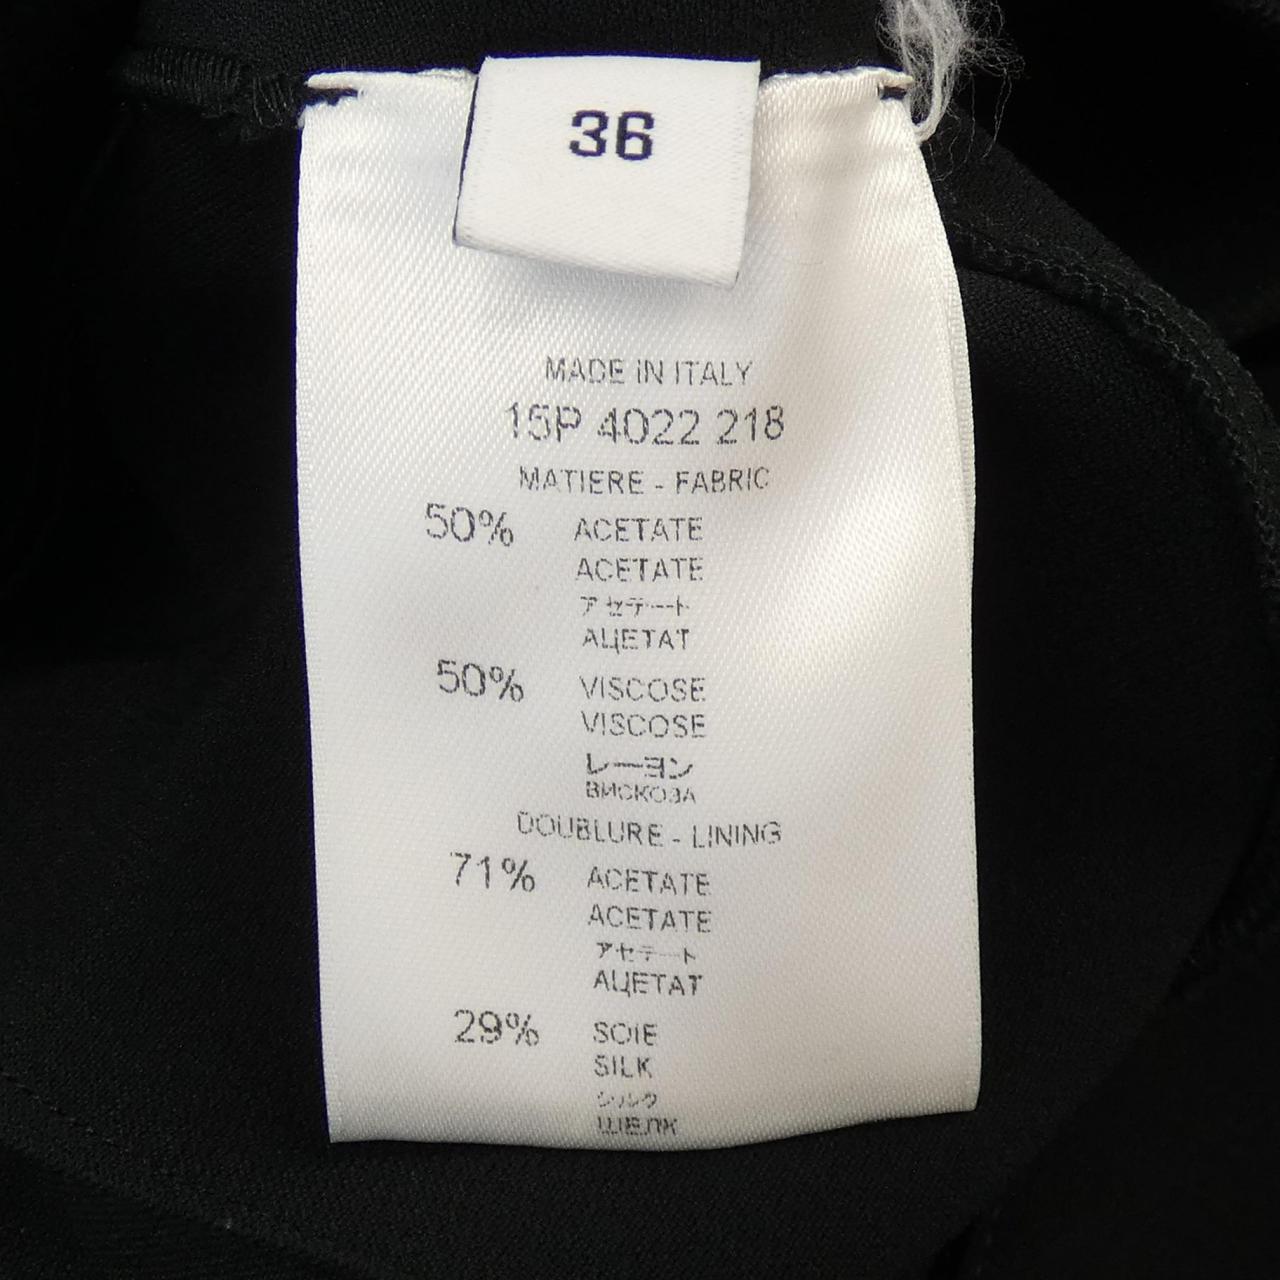 36
MADE IN ITALY
15P 4022 218
MATIERE - FABRIC
50% ACETATE
ACETATE
アセテート
АЦЕТАТ
50% VISCOSE
VISCOSE
レーヨン
ВИСКОЗА
DOUBLURE - LINING
71% ACETATE
ACETATE
アセテート
АЦЕТАТ
29% SOIE
SILK
シルク
ШЕЛК